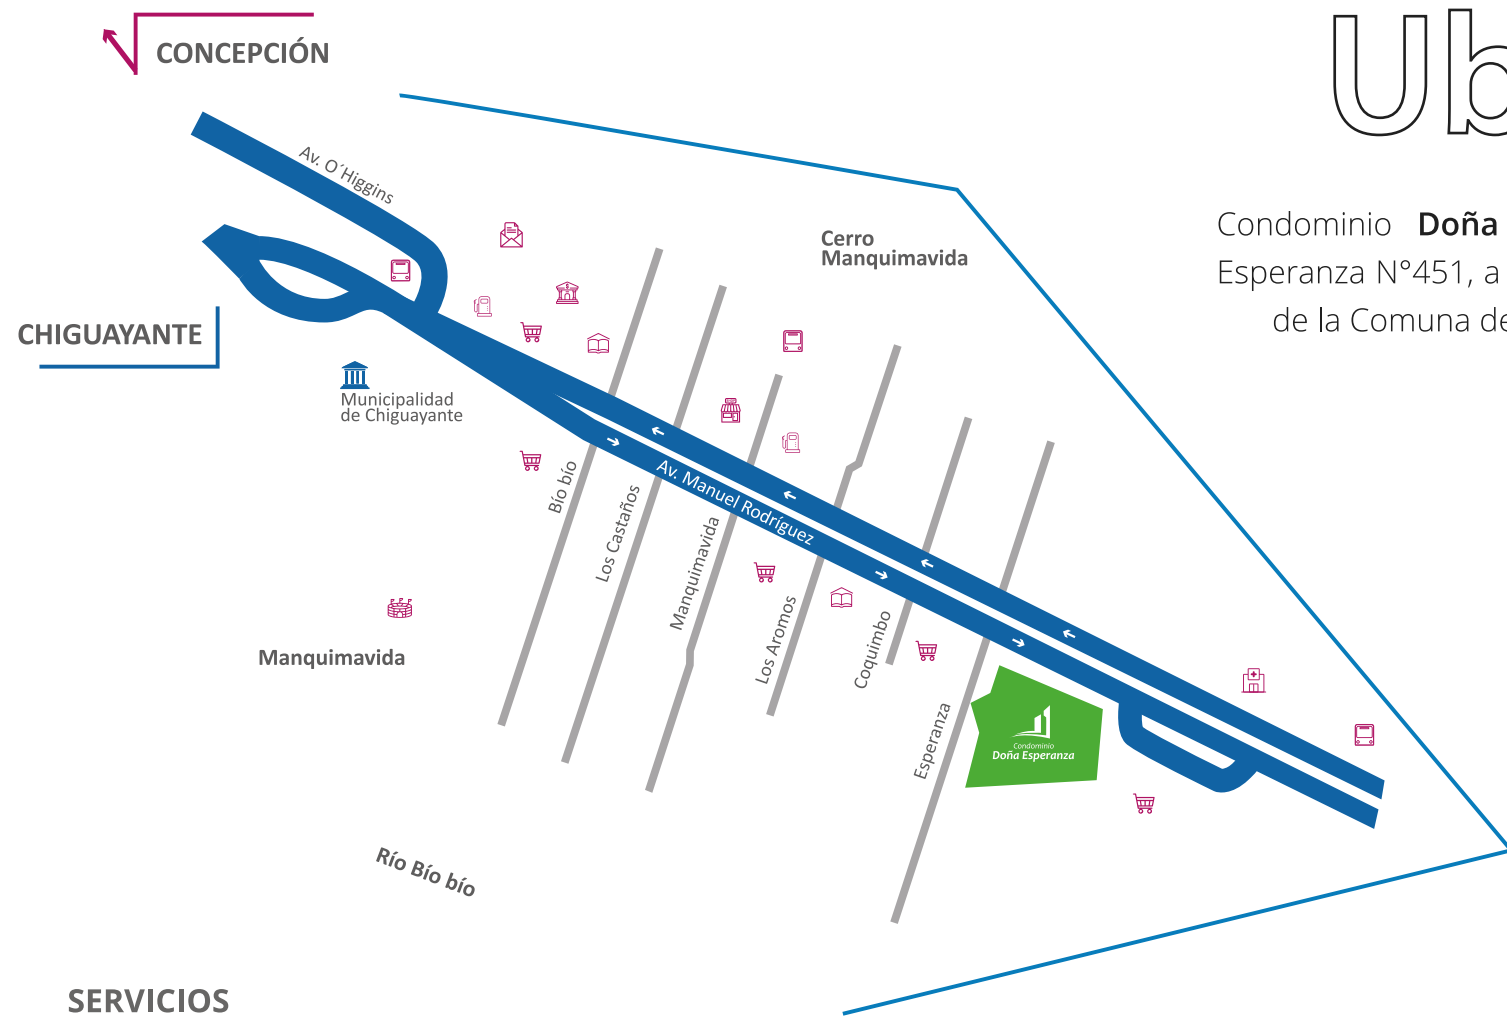 CONCEPCIÓN
Ub
Av. O´Higgins
Condominio Doña
Esperanza N°451, a
de la Comuna de
Cerro
Manquimavida
CHIGUAYANTE
Municipalidad
de Chiguayante
Av. Manuel Rodríguez
Bío bío
Los Castaños
Manquimavida
Los Aromos
Coquimbo
Esperanza
Manquimavida
Condominio
Doña Esperanza
Río Bío bío
SERVICIOS